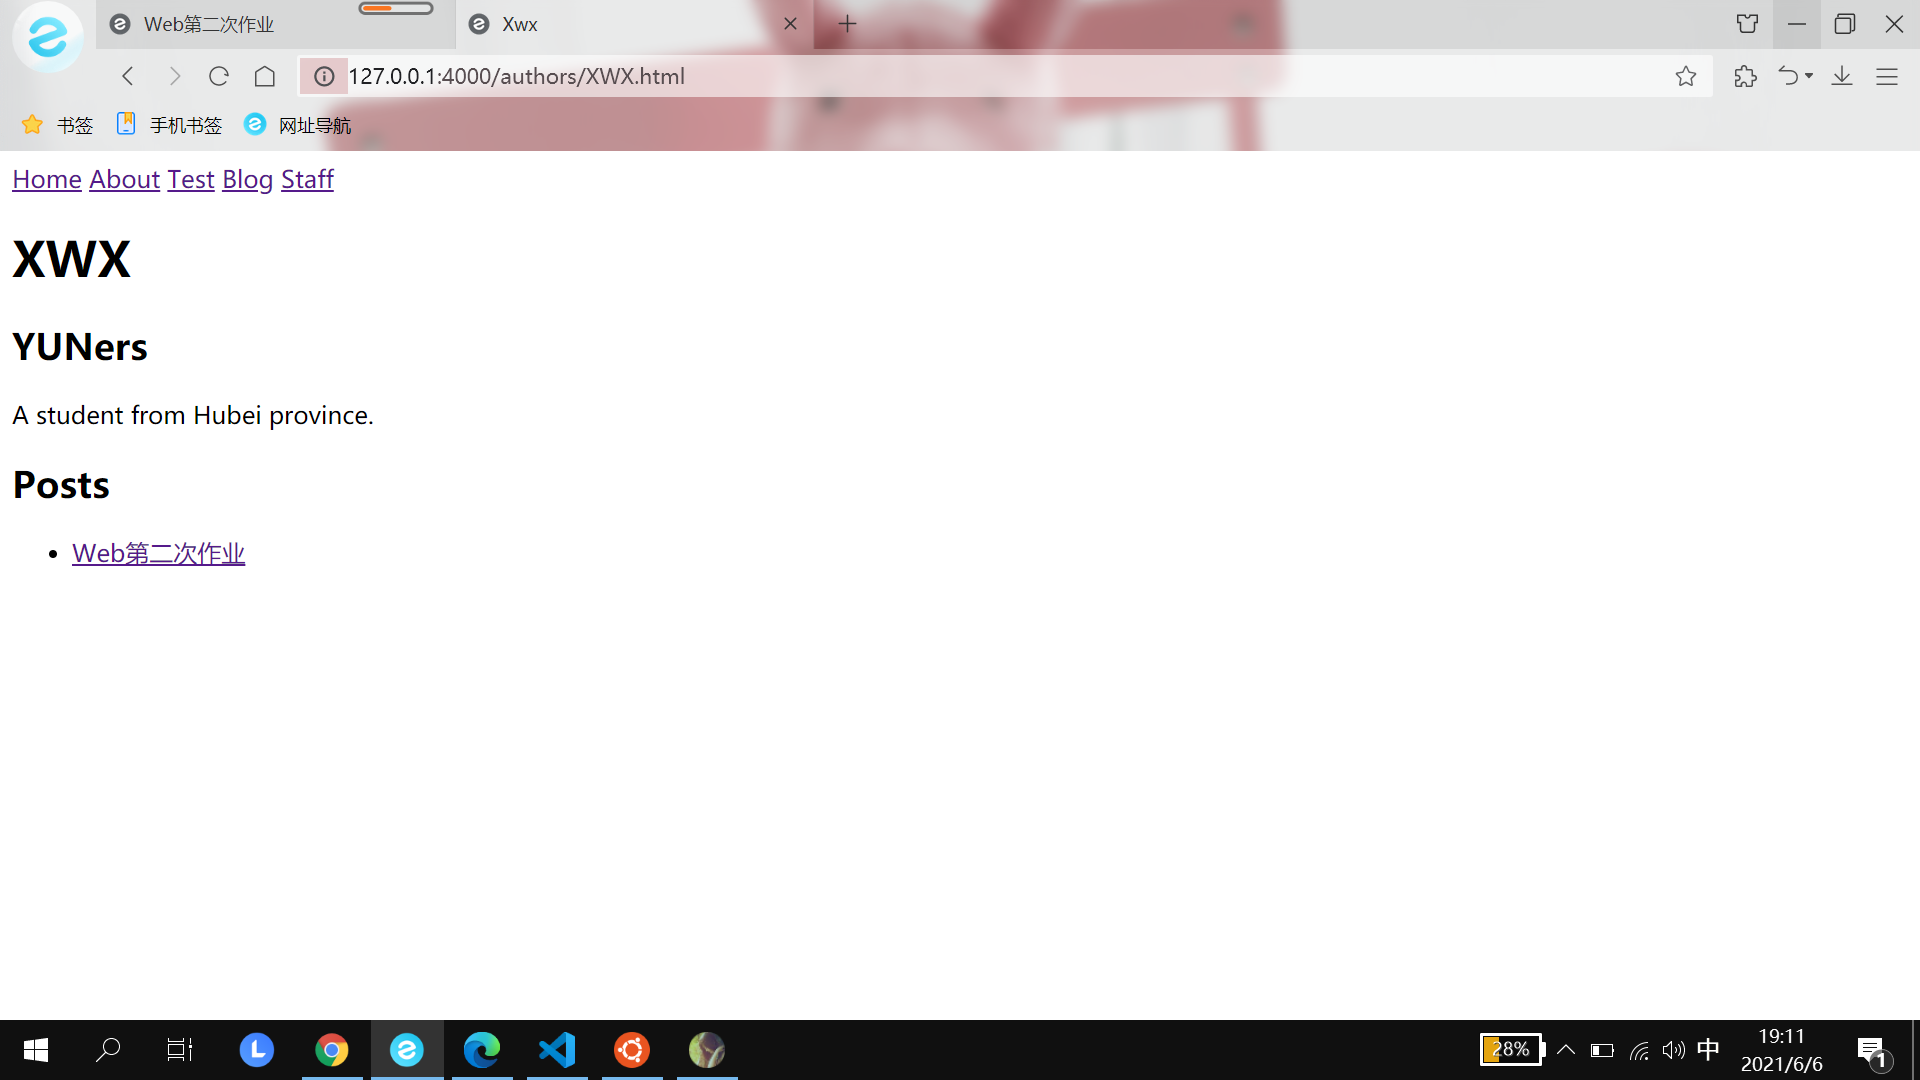 Web第二次作业
Xwx
127.0.0.1:4000/authors/XWX.html
书签 手机书签 网址导航
Home About Test Blog Staff
XWX
YUNers
A student from Hubei province.
Posts
Web第二次作业
28% 中 19:11
2021/6/6
1